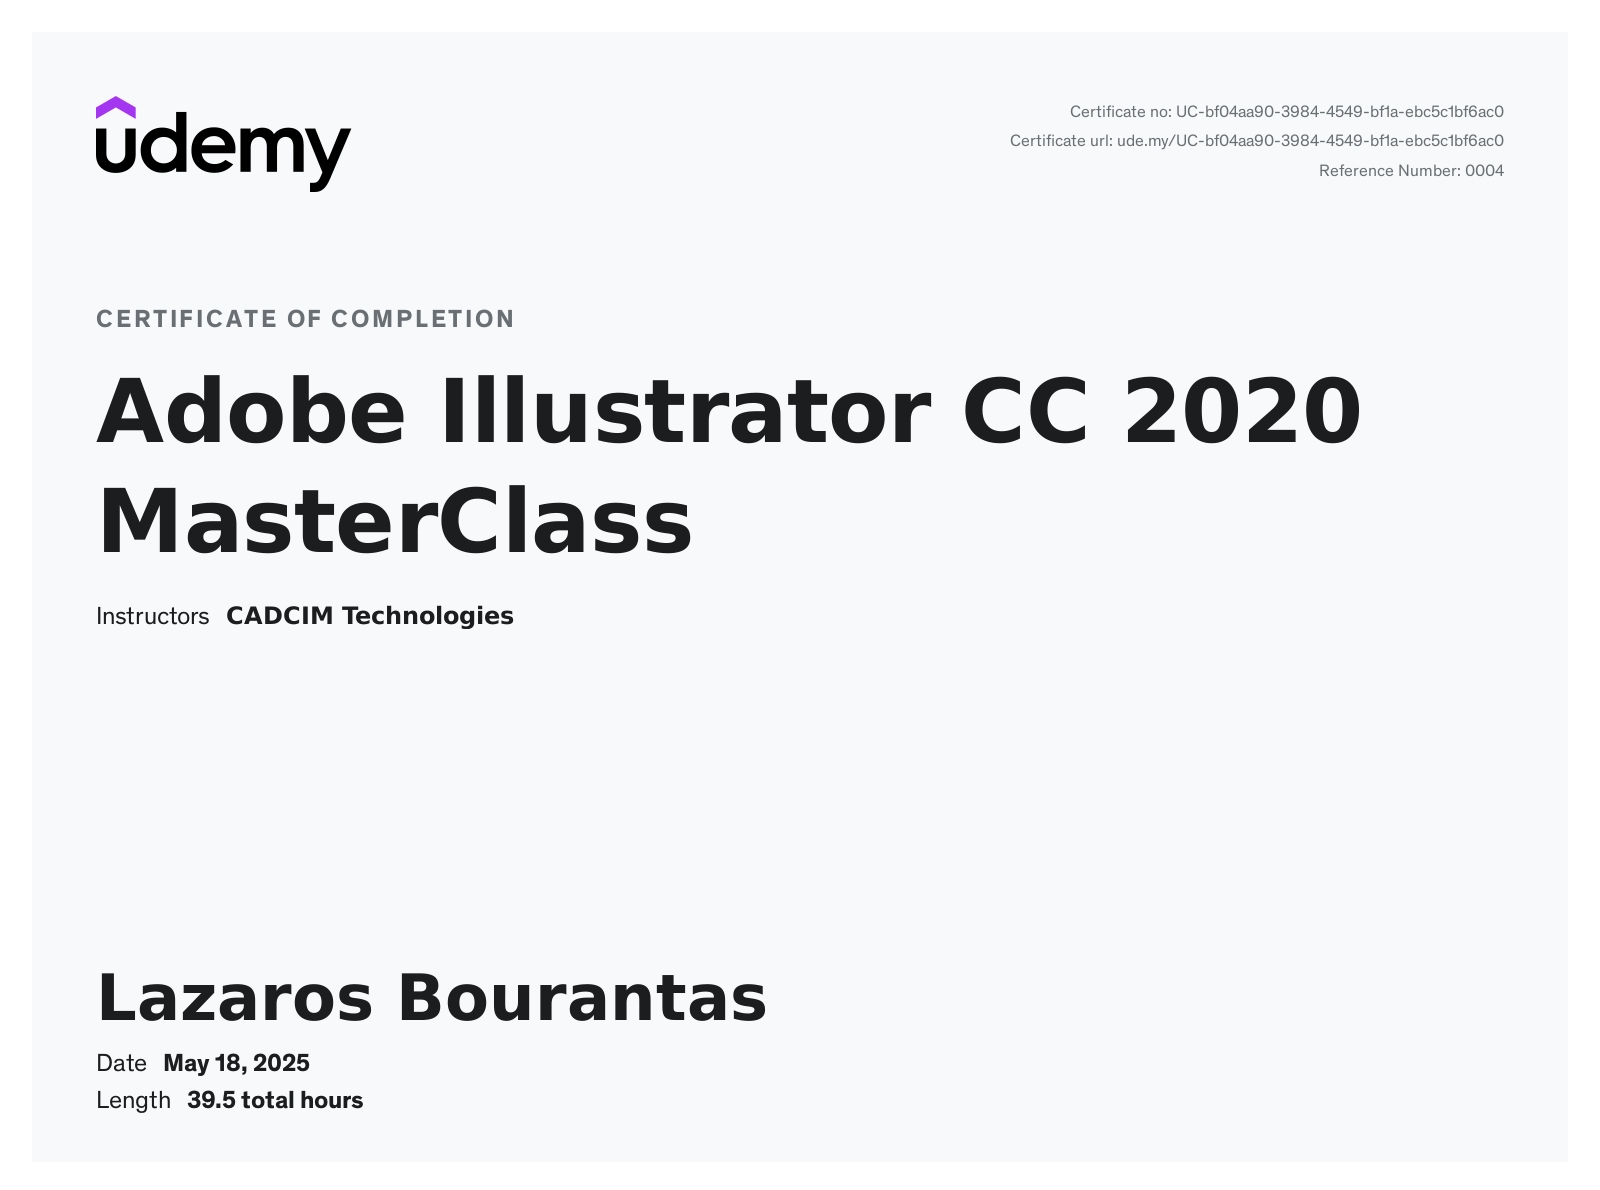 udemy
Certificate no: UC-bf04aa90-3984-4549-bf1a-ebc5c1bf6ac0
Certificate url: ude.my/UC-bf04aa90-3984-4549-bf1a-ebc5c1bf6ac0
Reference Number: 0004
CERTIFICATE OF COMPLETION
Adobe Illustrator CC 2020
MasterClass
Instructors CADCIM Technologies
Lazaros Bourantas
Date May 18, 2025
Length 39.5 total hours